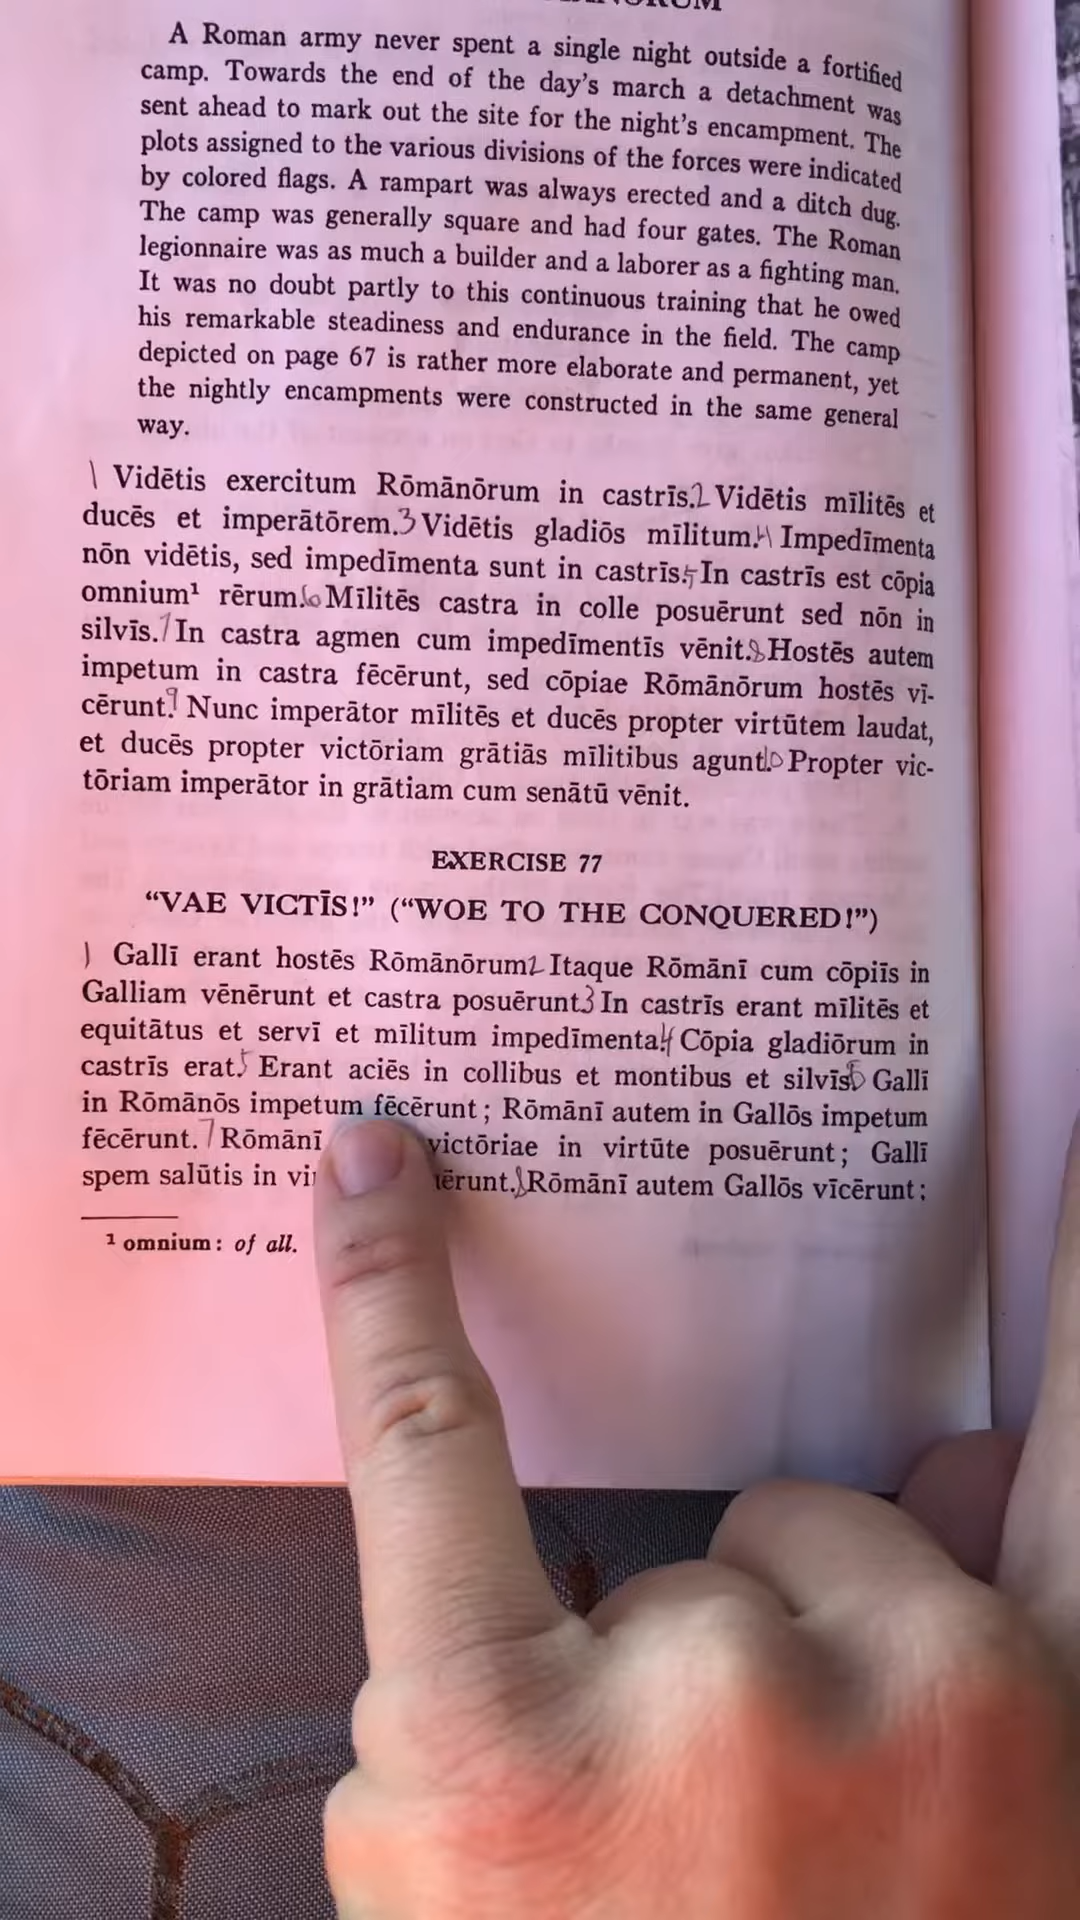 A Roman army never spent a single night outside a fortified
camp. Towards the end of the day's march a detachment was
sent ahead to mark out the site for the night's encampment. The
plots assigned to the various divisions of the forces were indicated
by colored flags. A rampart was always erected and a ditch dug.
The camp was generally square and had four gates. The Roman
legionnaire was as much a builder and a laborer as a fighting man.
It was no doubt partly to this continuous training that he owed
his remarkable steadiness and endurance in the field. The camp
depicted on page 67 is rather more elaborate and permanent, yet
the nightly encampments were constructed in the same general
way.
1 Vidētis exercitum Rōmānōrum in castrīs. 2 Vidētis mīlitēs et
ducēs et imperātōrem. 3 Vidētis gladiōs mīlitum. 4 Impedīmenta
nōn vidētis, sed impedīmenta sunt in castrīs. 5 In castrīs est cōpia
omnium¹ rērum. 6 Mīlitēs castra in colle posuērunt sed nōn in
silvīs. 7 In castra agmen cum impedīmentīs vēnit. 8 Hostēs autem
impetum in castra fēcērunt, sed cōpiae Rōmānōrum hostēs vī-
cērunt. 9 Nunc imperātor mīlitēs et ducēs propter virtūtem laudat,
et ducēs propter victōriam grātiās mīlitibus agunt. 10 Propter vic-
tōriam imperātor in grātiam cum senātū vēnit.
EXERCISE 77
"VAE VICTĪS!" ("WOE TO THE CONQUERED!")
1 Gallī erant hostēs Rōmānōrum. 2 Itaque Rōmānī cum cōpiīs in
Galliam vēnērunt et castra posuērunt. 3 In castrīs erant mīlitēs et
equitātus et servī et mīlitum impedīmenta. 4 Cōpia gladiōrum in
castrīs erat. 5 Erant aciēs in collibus et montibus et silvīs. 6 Gallī
in Rōmānōs impetum fēcērunt; Rōmānī autem in Gallōs impetum
fēcērunt. 7 Rōmānī victōriae in virtūte posuērunt; Gallī
spem salūtis in 8 Rōmānī autem Gallōs vīcērunt;
¹ omnium: of all.